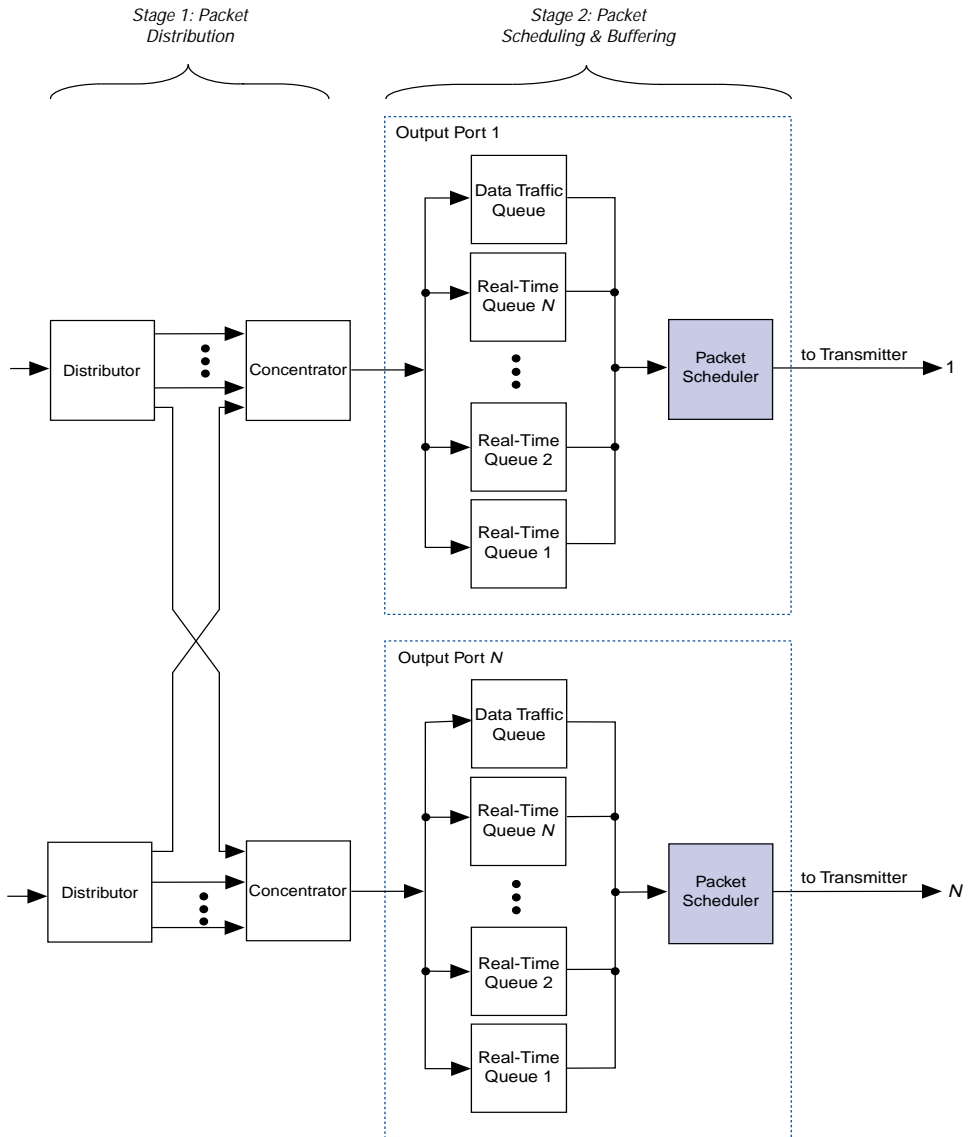 Stage 1: Packet
Distribution
Stage 2: Packet
Scheduling & Buffering
Output Port 1
Data Traffic
Queue
Real-Time
Queue N
Real-Time
Queue 2
Real-Time
Queue 1
Distributor
Concentrator
Packet
Scheduler
to Transmitter
1
Output Port N
Data Traffic
Queue
Real-Time
Queue N
Real-Time
Queue 2
Real-Time
Queue 1
Distributor
Concentrator
Packet
Scheduler
to Transmitter
N